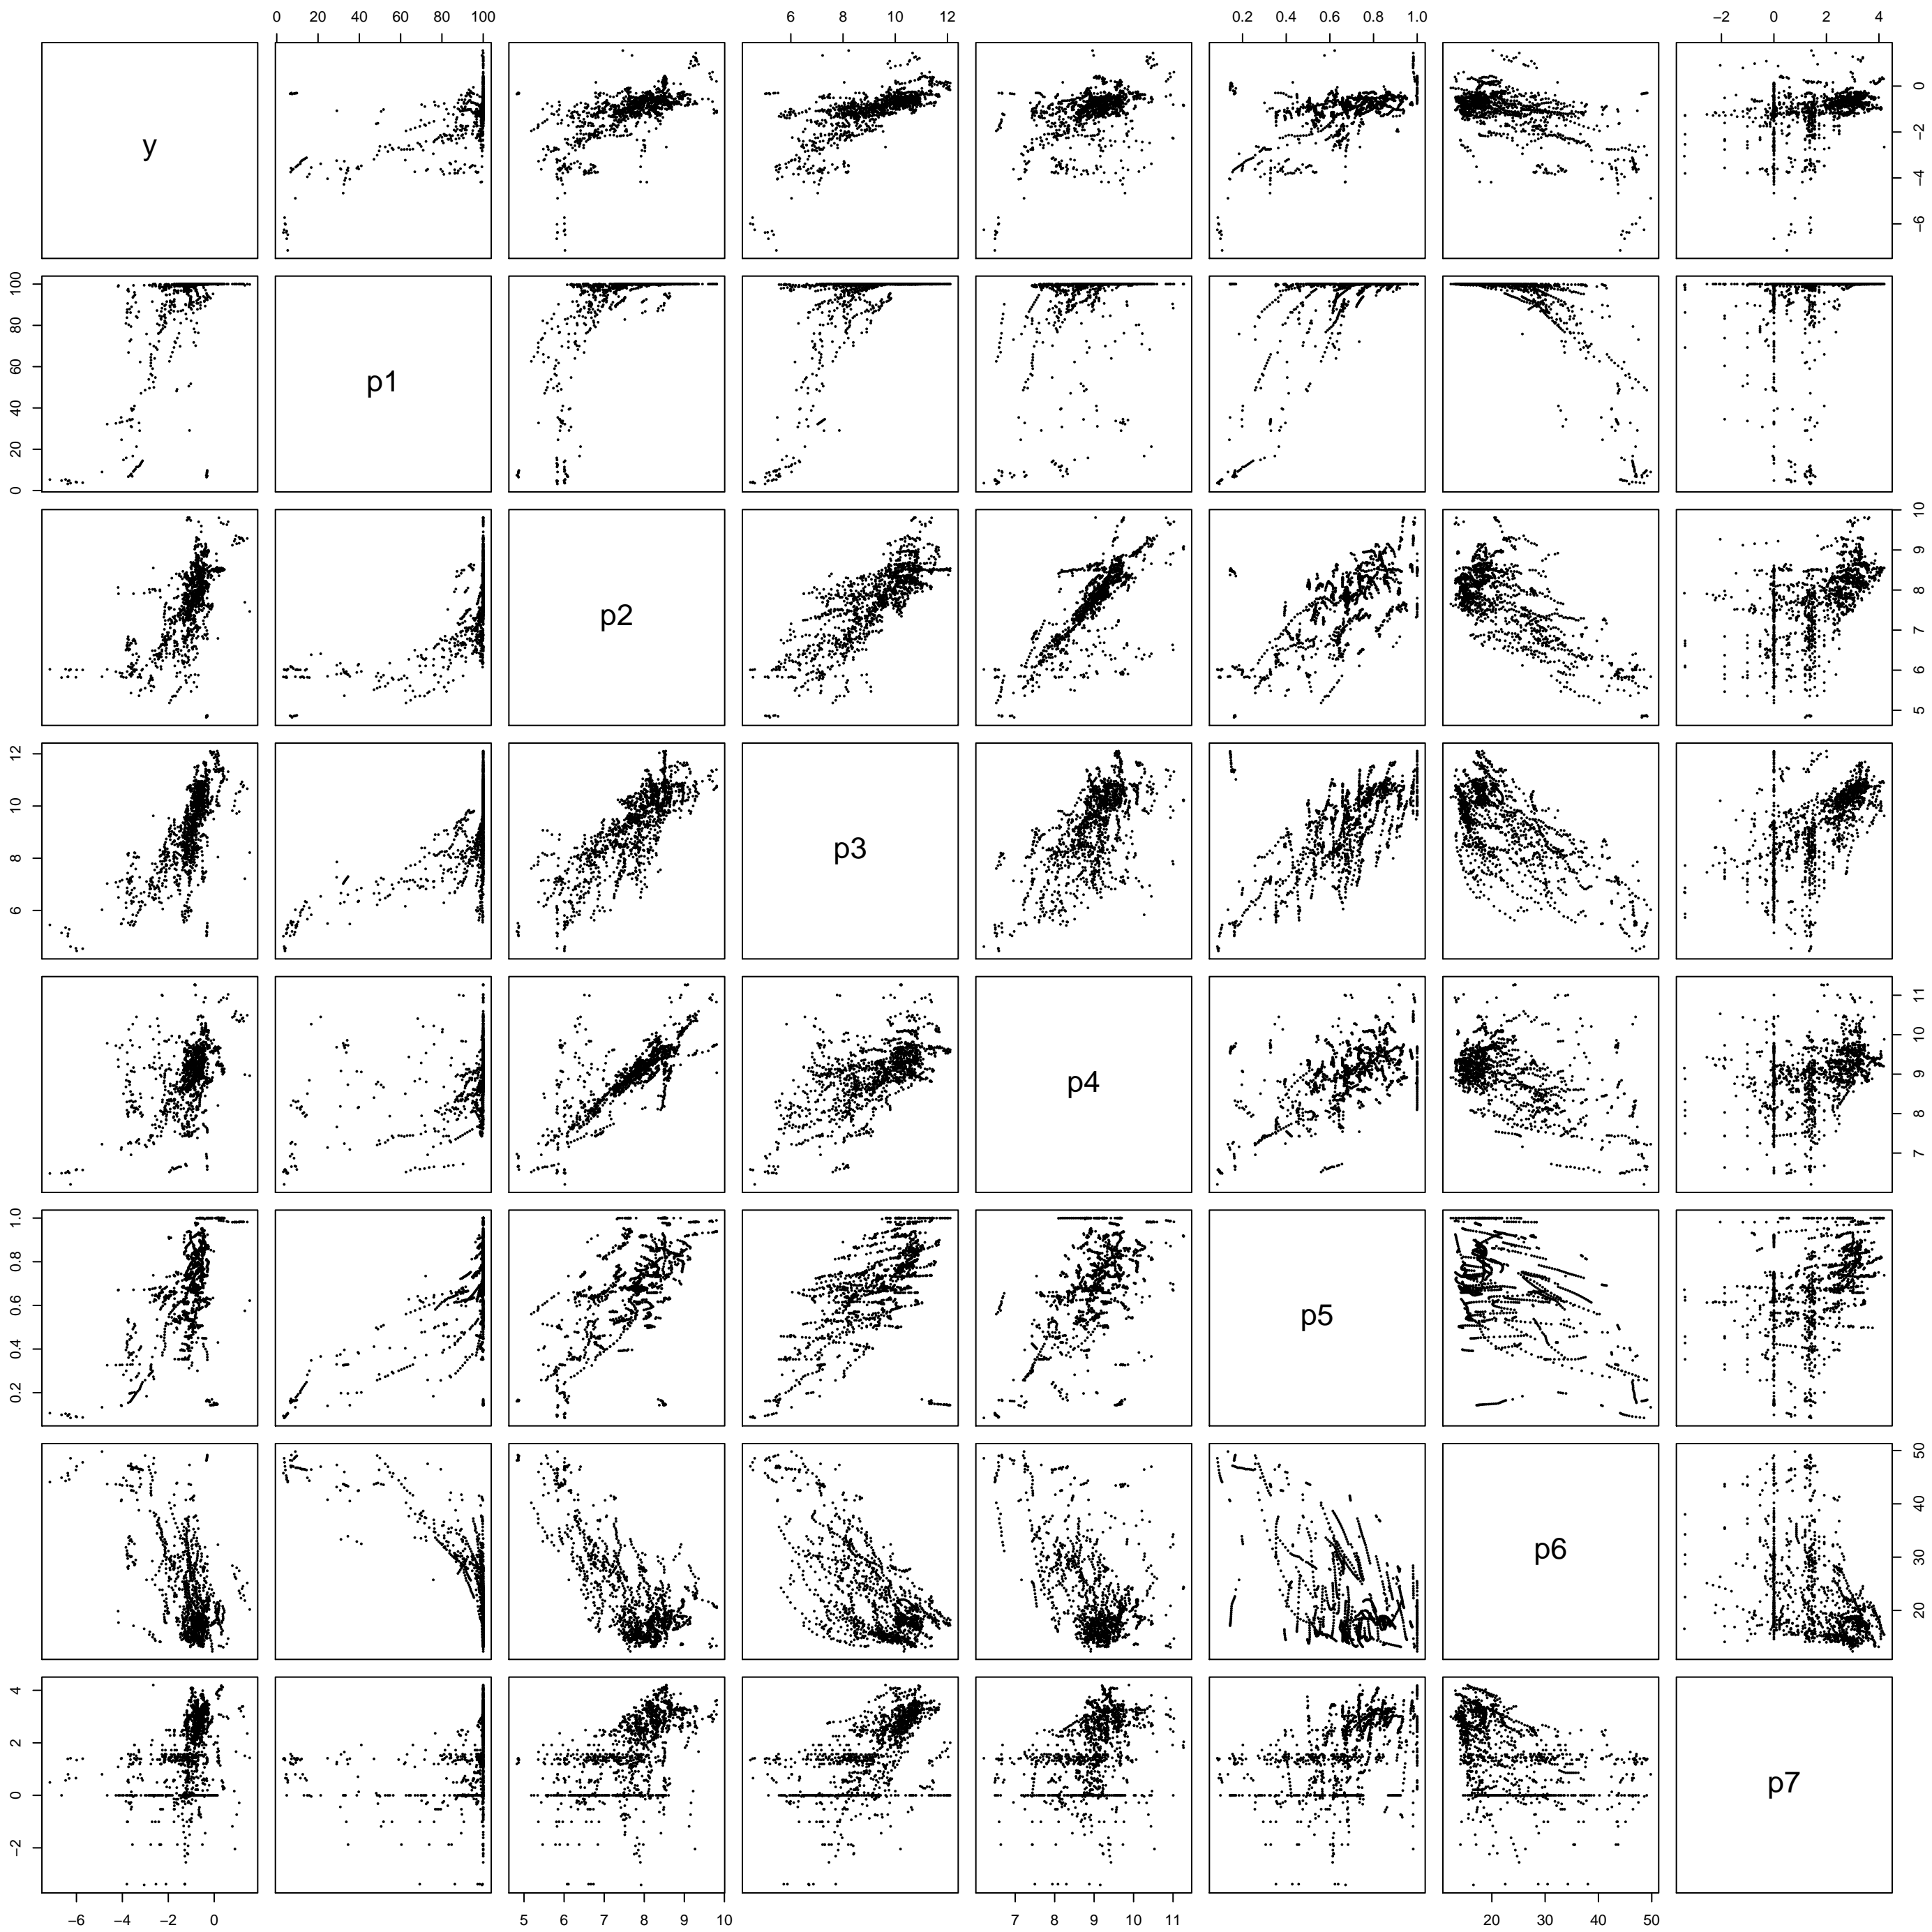 0 20 40 60 80 100 6 8 10 12 0.2 0.4 0.6 0.8 1.0 −2 0 2 4
y 0 −2 −4 −6
100 80 60 40 20 0 p1
p2 10 9 8 7 6 5
12 10 8 6 p3
p4 11 10 9 8 7
1.0 0.8 0.6 0.4 0.2 p5
p6 50 40 30 20
4 2 0 −2 p7
−6 −4 −2 0 5 6 7 8 9 10 7 8 9 10 11 20 30 40 50